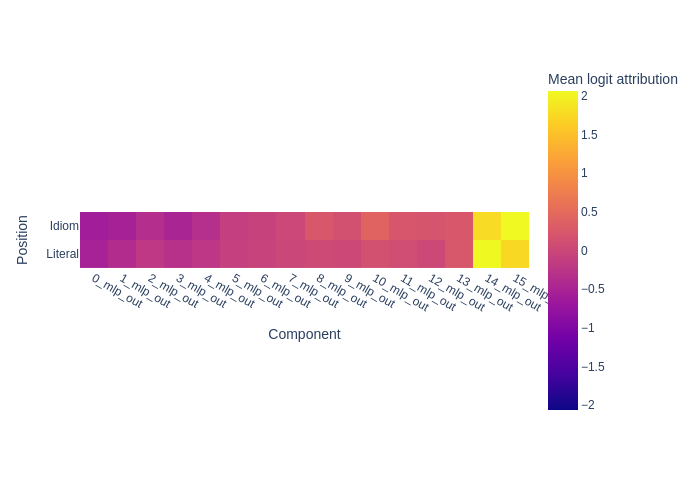 Mean logit attribution
2
1.5
1
0.5
0
−0.5
−1
−1.5
−2
Position
Idiom
Literal
0_mlp_out
1_mlp_out
2_mlp_out
3_mlp_out
4_mlp_out
5_mlp_out
6_mlp_out
7_mlp_out
8_mlp_out
9_mlp_out
10_mlp_out
11_mlp_out
12_mlp_out
13_mlp_out
14_mlp_out
15_mlp_
Component